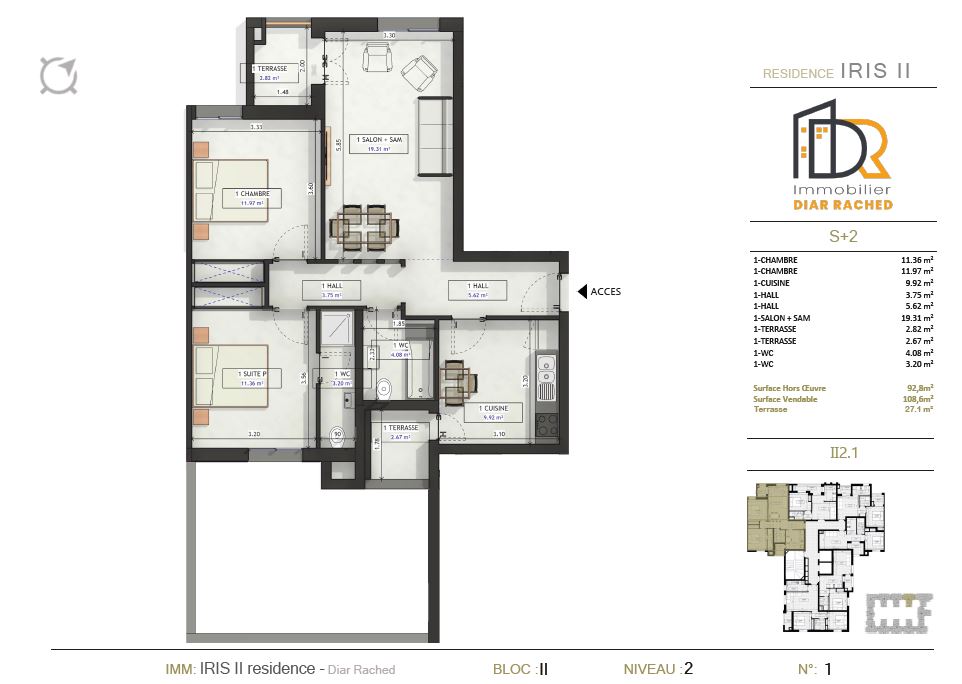 RESIDENCE IRIS II
DR
Immobilier
DIAR RACHED
S+2
1-CHAMBRE 11.36 m²
1-CHAMBRE 11.97 m²
1-CUISINE 9.92 m²
1-HALL 3.75 m²
1-HALL 5.62 m²
1-SALON + SAM 19.31 m²
1-TERRASSE 2.82 m²
1-TERRASSE 2.67 m²
1-WC 4.08 m²
1-WC 3.20 m²
Surface Hors Œuvre 92,8m²
Surface Vendable 108,6m²
Terrasse 27.1 m²
II2.1
3.30
1 TERRASSE
2.82 m²
2.00
1.48
3.33
5.85
1 SALON + SAM
19.31 m²
3.60
1 CHAMBRE
11.97 m²
1 HALL
3.75 m²
1 HALL
5.62 m²
ACCES
1.85
2.33
1 WC
4.08 m²
3.96
1 SUITE P
11.36 m²
1 WC
3.20 m²
3.20
1 CUISINE
9.92 m²
3.10
3.20
90
1 TERRASSE
2.67 m²
1.78
IMM: IRIS II residence - Diar Rached
BLOC :II
NIVEAU :2
N°: 1